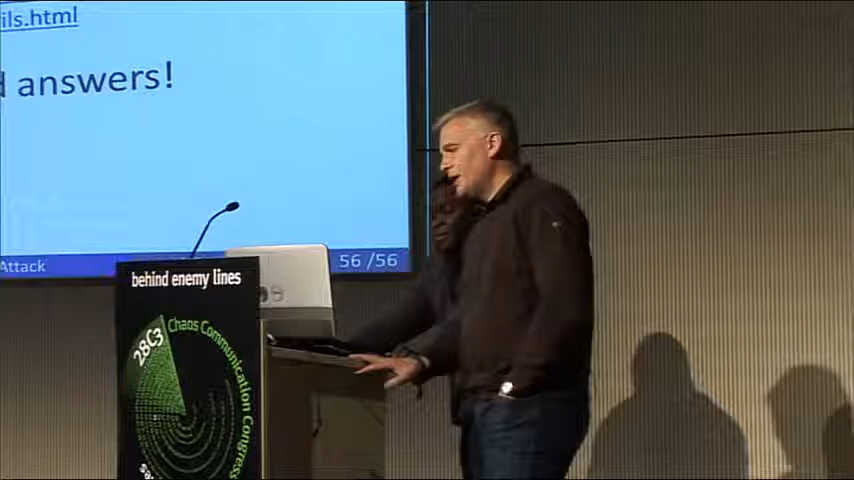 ils.html
answers!
Attack
56 / 56
behind enemy lines
28C3
Chaos Communication Congress